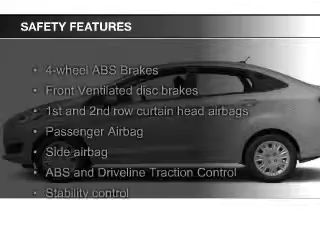 SAFETY FEATURES
• 4-wheel ABS Brakes
• Front Ventilated disc brakes
• 1st and 2nd row curtain head airbags
• Passenger Airbag
• Side airbag
• ABS and Driveline Traction Control
• Stability control